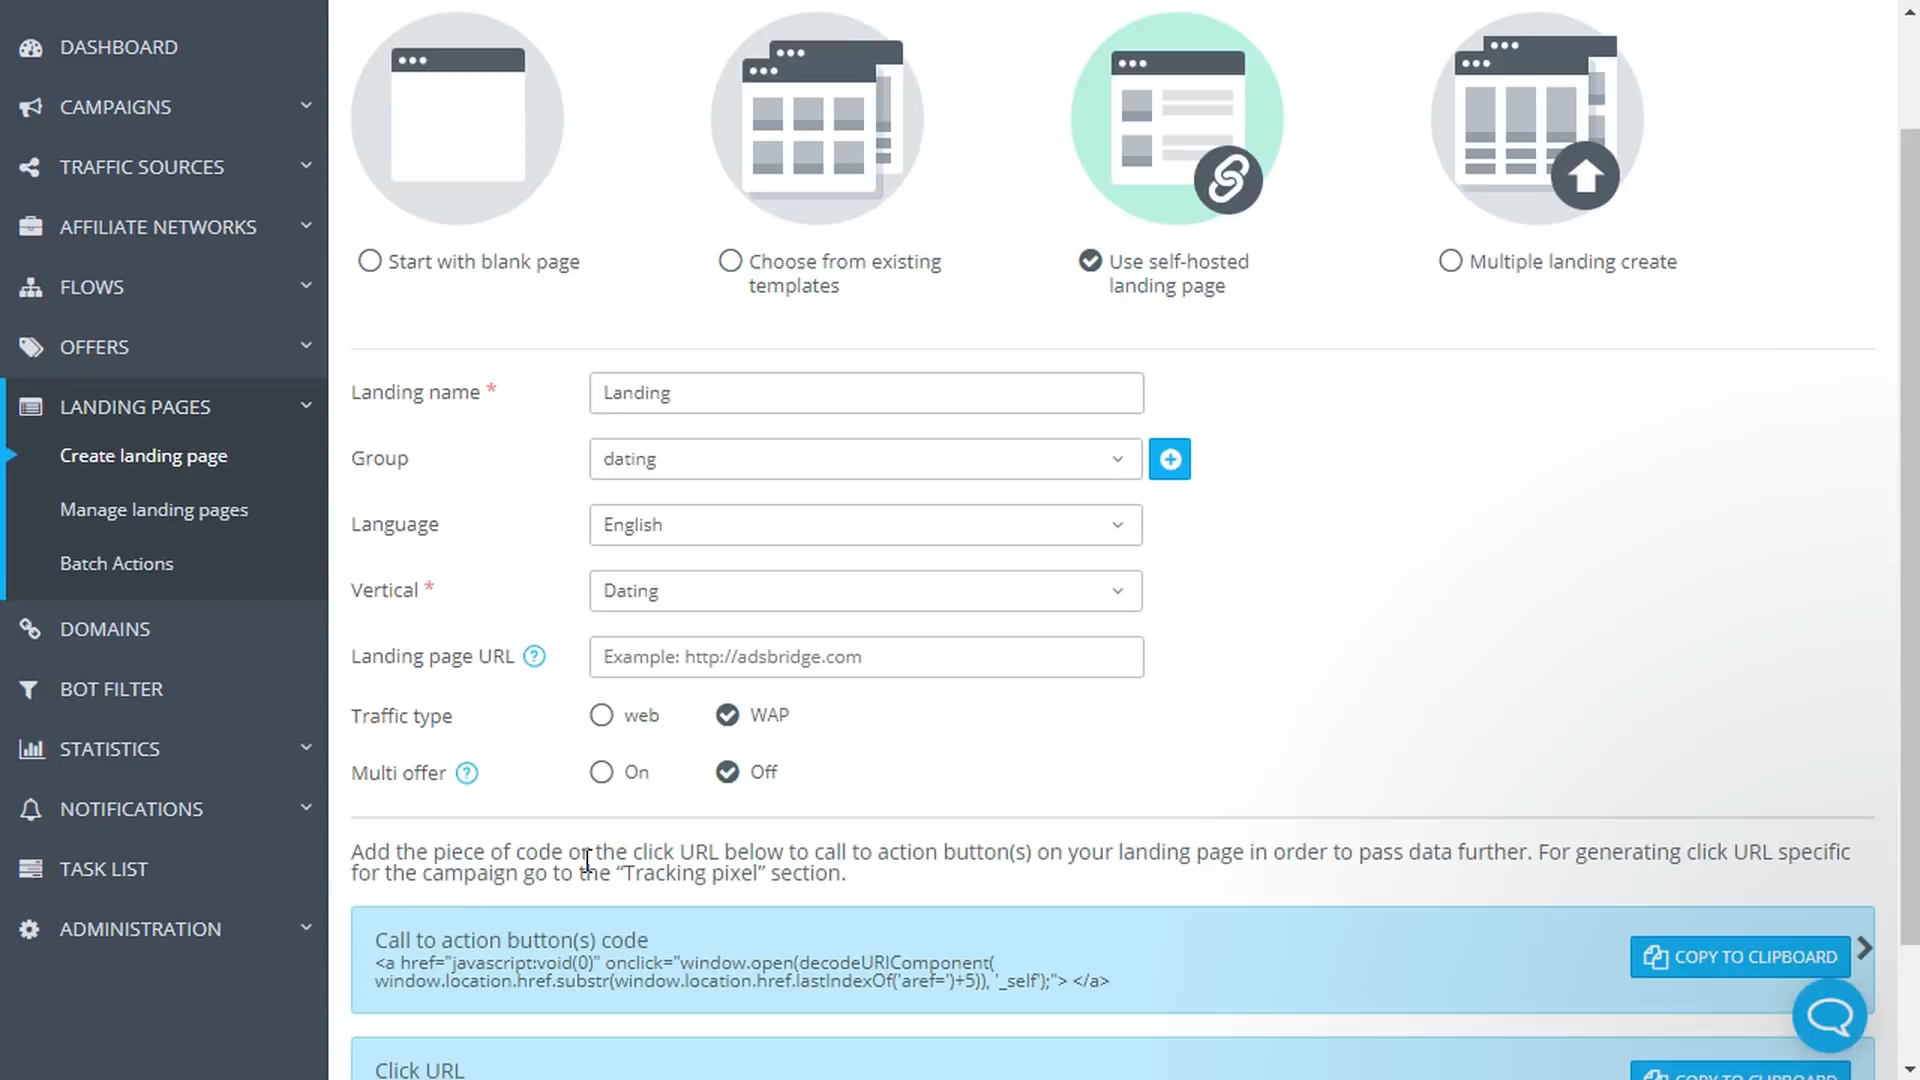 DASHBOARD
CAMPAIGNS
TRAFFIC SOURCES
AFFILIATE NETWORKS
FLOWS
OFFERS
LANDING PAGES
Create landing page
Manage landing pages
Batch Actions
DOMAINS
BOT FILTER
STATISTICS
NOTIFICATIONS
TASK LIST
ADMINISTRATION
Start with blank page
Choose from existing
templates
Use self-hosted
landing page
Multiple landing create
Landing name *
Landing
Group
dating
Language
English
Vertical *
Dating
Landing page URL ?
Example: http://adsbridge.com
Traffic type
web
WAP
Multi offer ?
On
Off
Add the piece of code or the click URL below to call to action button(s) on your landing page in order to pass data further. For generating click URL specific
for the campaign go to the “Tracking pixel” section.
Call to action button(s) code
<a href="javascript:void(0)" onclick="window.open(decodeURIComponent(
window.location.href.substr(window.location.href.lastIndexOf('aref=')+5)), '_self');"> </a>
COPY TO CLIPBOARD
Click URL
COPY TO CLIPBOARD